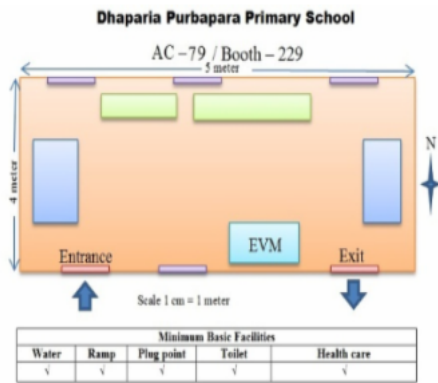 Dhaparia Purbapara Primary School
AC – 79 / Booth – 229
5 meter
4 meter
N
EVM
Entrance
Exit
Scale 1 cm = 1 meter
Minimum Basic Facilities
Water Ramp Plug point Toilet Health care
√ √ √ √ √